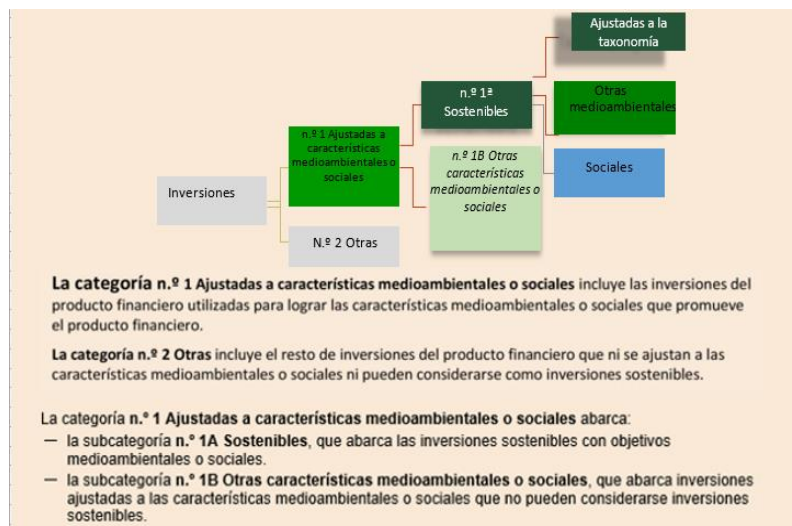 Ajustadas a la
taxonomía
n.º 1ª
Sostenibles
Otras
medioambientales
n.º 1 Ajustadas a
características
medioambientales o
sociales
n.º 1B Otras
características
medioambientales o
sociales
Sociales
Inversiones
N.º 2 Otras
La categoría n.º 1 Ajustadas a características medioambientales o sociales incluye las inversiones del
producto financiero utilizadas para lograr las características medioambientales o sociales que promueve
el producto financiero.
La categoría n.º 2 Otras incluye el resto de inversiones del producto financiero que ni se ajustan a las
características medioambientales o sociales ni pueden considerarse como inversiones sostenibles.
La categoría n.º 1 Ajustadas a características medioambientales o sociales abarca:
— la subcategoría n.º 1A Sostenibles, que abarca las inversiones sostenibles con objetivos
medioambientales o sociales.
— la subcategoría n.º 1B Otras características medioambientales o sociales, que abarca inversiones
ajustadas a las características medioambientales o sociales que no pueden considerarse inversiones
sostenibles.